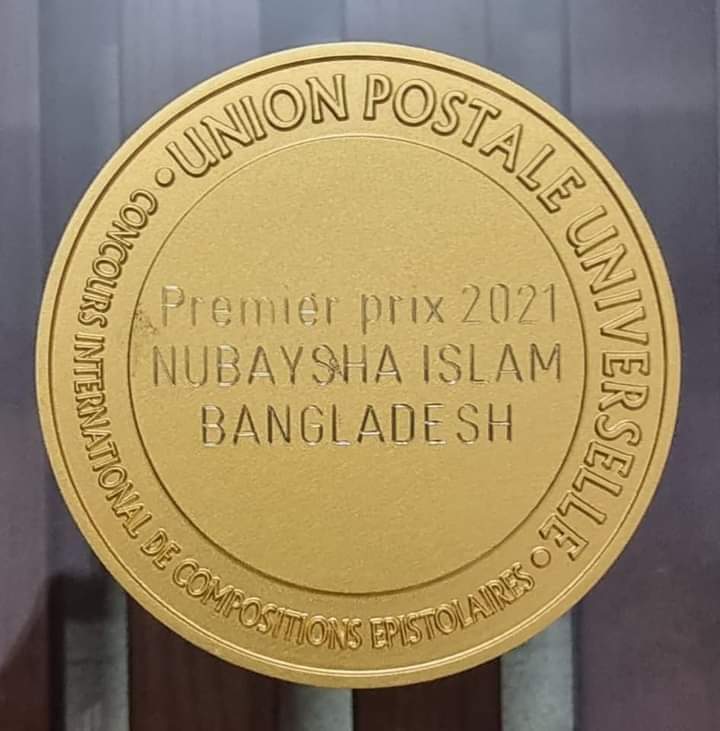 • UNION POSTALE UNIVERSELLE •
CONCOURS INTERNATIONAL DE COMPOSITIONS EPISTOLAIRES
Premier prix 2021
NUBAYSHA ISLAM
BANGLADESH